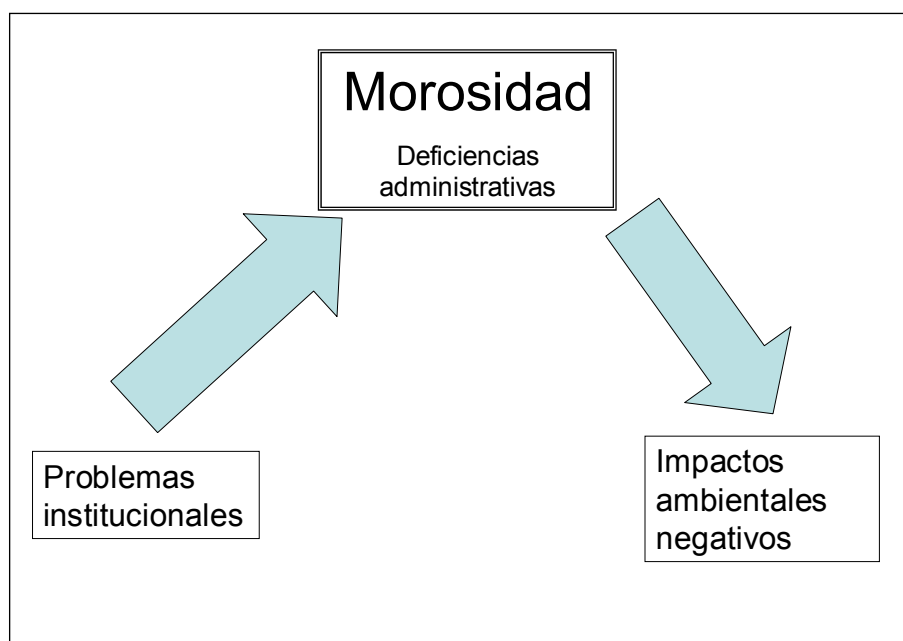 Morosidad
Deficiencias
administrativas
Problemas
institucionales
Impactos
ambientales
negativos